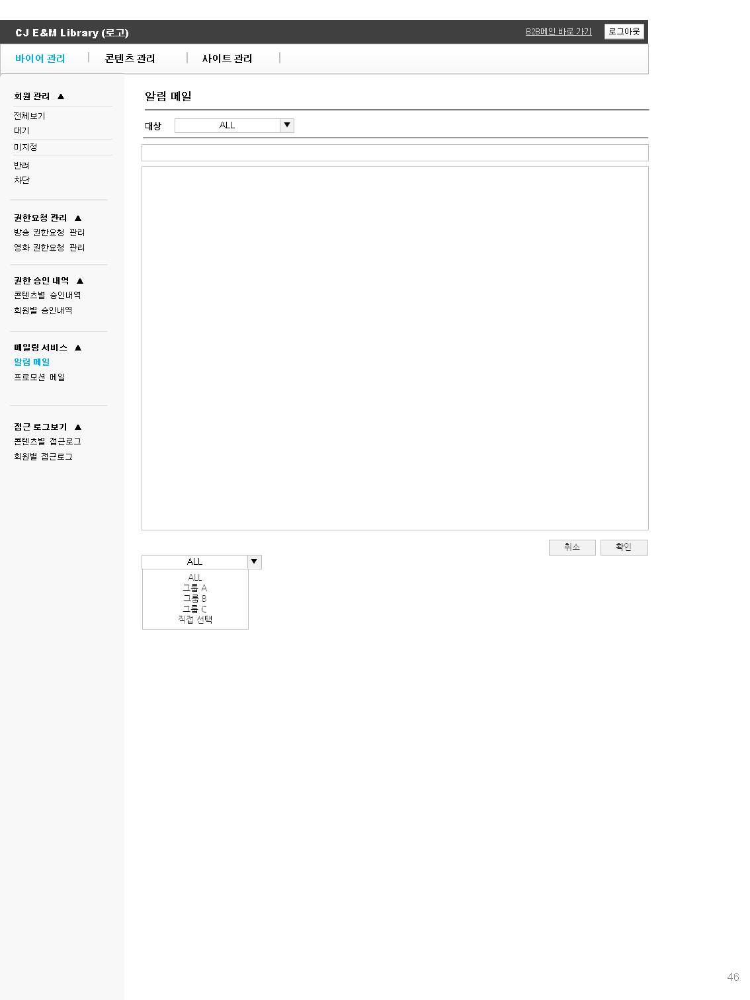 CJ E&M Library (로고)
B2B메인 바로 가기
로그아웃
바이어 관리
콘텐츠 관리
사이트 관리
회원 관리 ▲
전체보기
대기
미지정
반려
차단
권한요청 관리 ▲
방송 권한요청 관리
영화 권한요청 관리
권한 승인 내역 ▲
콘텐츠별 승인내역
회원별 승인내역
메일링 서비스 ▲
알림 메일
프로모션 메일
접근 로그보기 ▲
콘텐츠별 접근로그
회원별 접근로그
알림 메일
대상
ALL ▼
취소
확인
ALL ▼
ALL
그룹 A
그룹 B
그룹 C
직접 선택
46